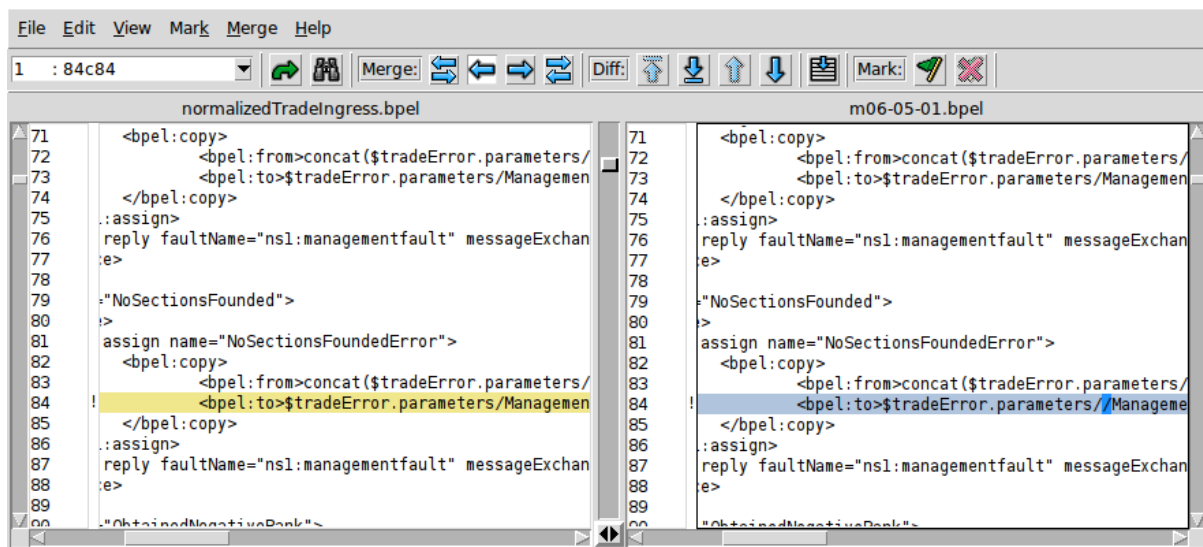 File Edit View Mark Merge Help
1 : 84c84 Merge: Diff: Mark:
normalizedTradeIngress.bpel
71 <bpel:copy>
72 <bpel:from>concat($tradeError.parameters/
73 <bpel:to>$tradeError.parameters/Managemen
74 </bpel:copy>
75 .:assign>
76 reply faultName="ns1:managementfault" messageExchan
77 :e>
78
79 ="NoSectionsFounded">
80 :>
81 assign name="NoSectionsFoundedError">
82 <bpel:copy>
83 <bpel:from>concat($tradeError.parameters/
84 ! <bpel:to>$tradeError.parameters/Managemen
85 </bpel:copy>
86 .:assign>
87 reply faultName="ns1:managementfault" messageExchan
88 :e>
89
90 ="ObtainedNegativeRank">
m06-05-01.bpel
71 <bpel:copy>
72 <bpel:from>concat($tradeError.parameters/
73 <bpel:to>$tradeError.parameters/Managemen
74 </bpel:copy>
75 .:assign>
76 reply faultName="ns1:managementfault" messageExchan
77 :e>
78
79 ="NoSectionsFounded">
80 :>
81 assign name="NoSectionsFoundedError">
82 <bpel:copy>
83 <bpel:from>concat($tradeError.parameters/
84 ! <bpel:to>$tradeError.parameters//Manageme
85 </bpel:copy>
86 .:assign>
87 reply faultName="ns1:managementfault" messageExchan
88 :e>
89
90 "ObtainedNegativeRank">